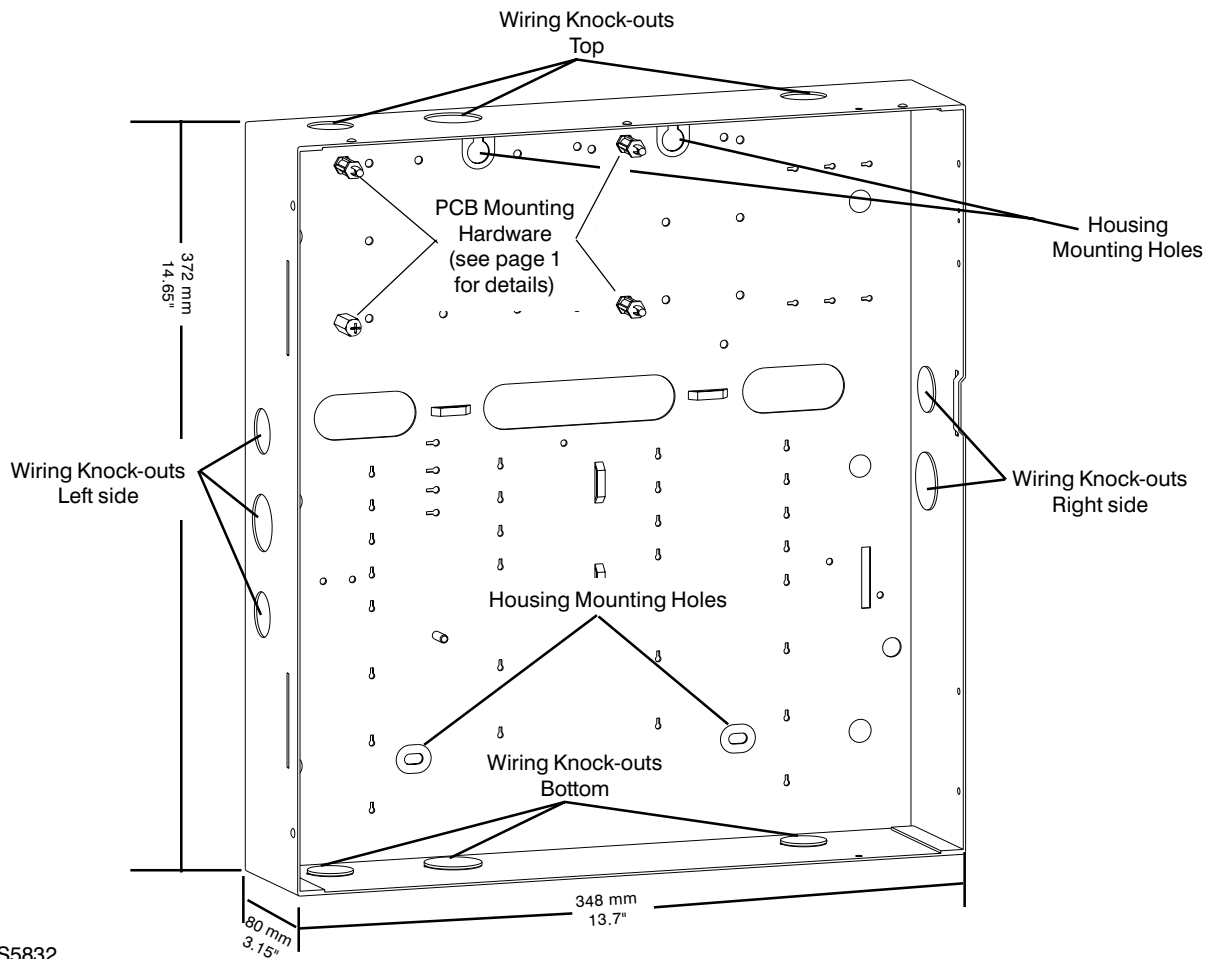 Wiring Knock-outs
Top
PCB Mounting
Hardware
(see page 1
for details)
Housing
Mounting Holes
372 mm
14.65"
Wiring Knock-outs
Left side
Wiring Knock-outs
Right side
Housing Mounting Holes
Wiring Knock-outs
Bottom
348 mm
13.7"
80 mm
3.15"
S5832